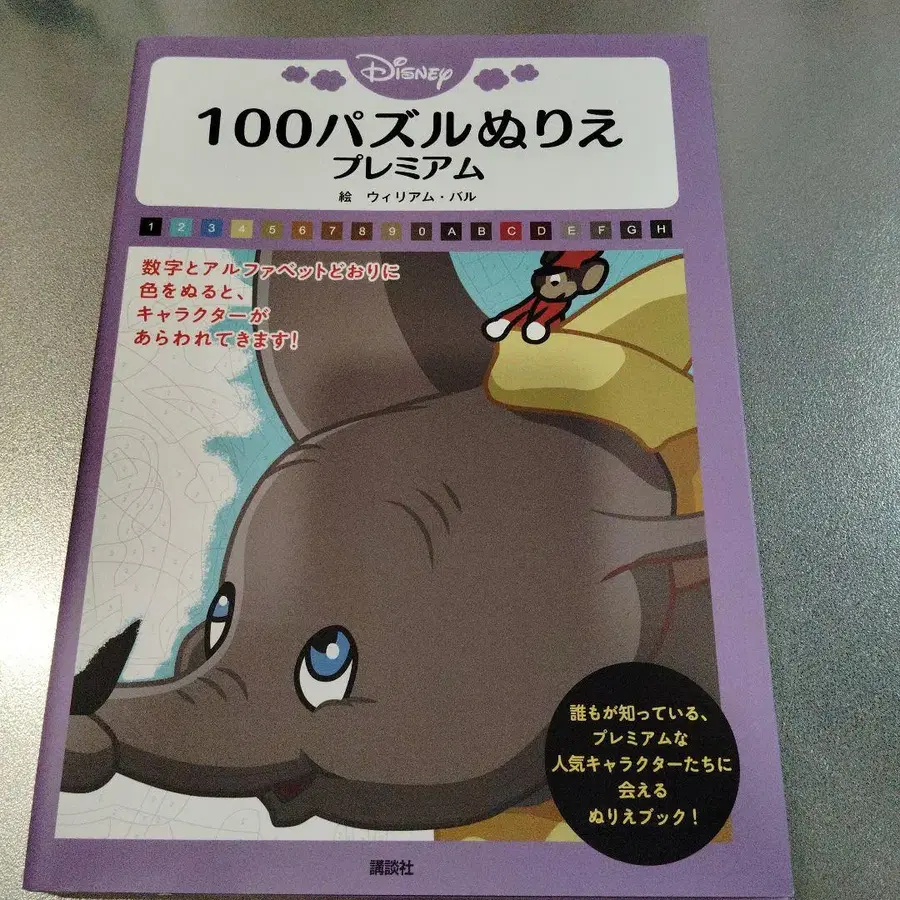 Disney
100パズルぬりえ
プレミアム
絵 ウィリアム・バル
1 2 3 4 5 6 7 8 9 0 A B C D E F G H
数字とアルファベットどおりに
色をぬると、
キャラクターが
あらわれてきます!
誰もが知っている、
プレミアムな
人気キャラクターたちに
会える
ぬりえブック!
講談社